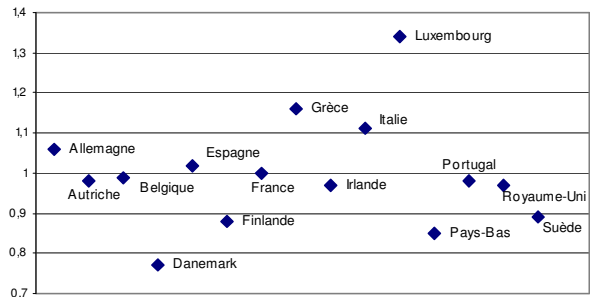 1,4
Luxembourg
1,3
1,2
Grèce
Italie
1,1
Allemagne
Espagne
Portugal
1
Autriche
Belgique
France
Irlande
Royaume-Uni
0,9
Finlande
Suède
Pays-Bas
0,8
Danemark
0,7